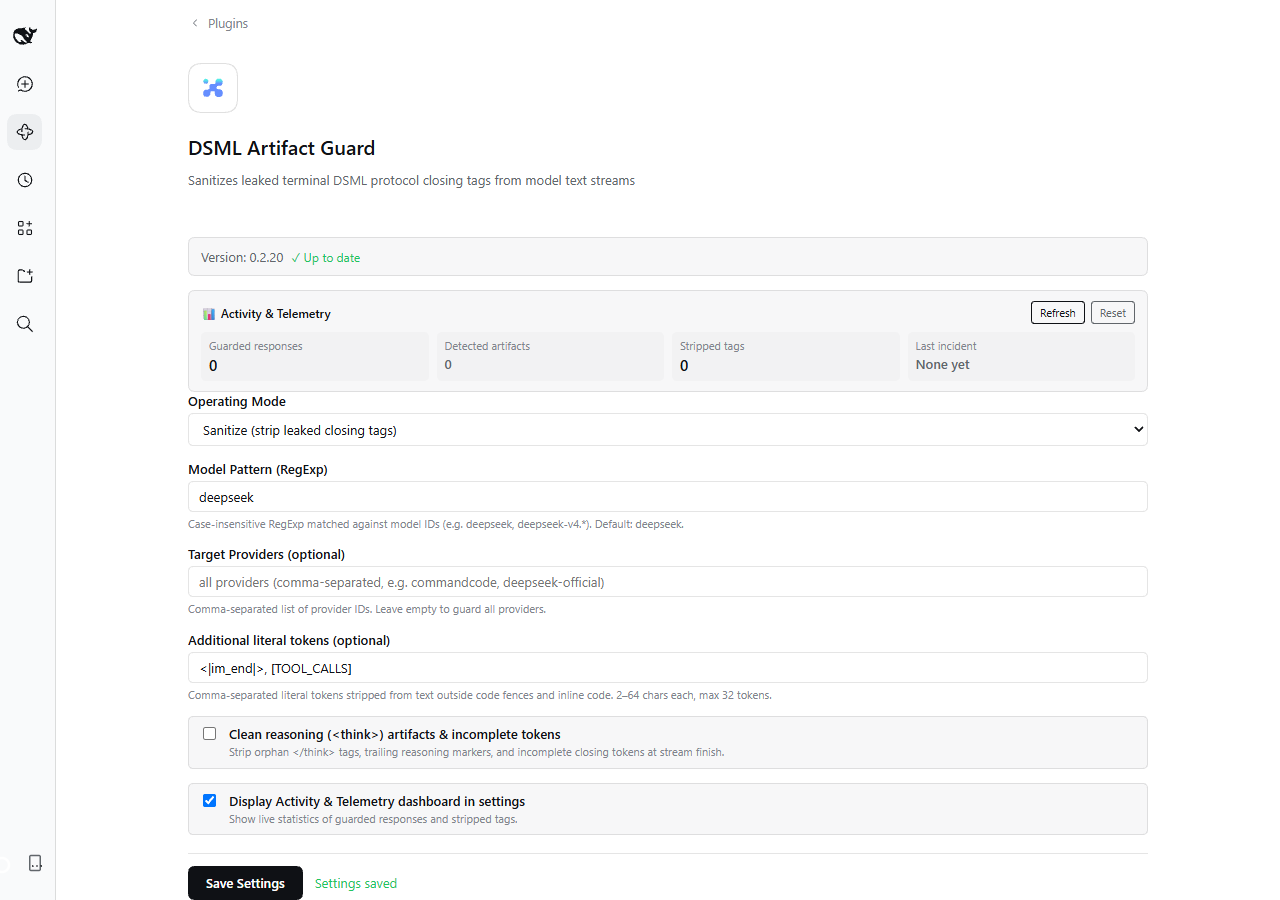 Plugins
DSML Artifact Guard
Sanitizes leaked terminal DSML protocol closing tags from model text streams
Version: 0.2.20 ✓ Up to date
Activity & Telemetry
Refresh
Reset
Guarded responses
0
Detected artifacts
0
Stripped tags
0
Last incident
None yet
Operating Mode
Sanitize (strip leaked closing tags)
Model Pattern (RegExp)
deepseek
Case-insensitive RegExp matched against model IDs (e.g. deepseek, deepseek-v4.*). Default: deepseek.
Target Providers (optional)
all providers (comma-separated, e.g. commandcode, deepseek-official)
Comma-separated list of provider IDs. Leave empty to guard all providers.
Additional literal tokens (optional)
<|im_end|>, [TOOL_CALLS]
Comma-separated literal tokens stripped from text outside code fences and inline code. 2–64 chars each, max 32 tokens.
Clean reasoning (<think>) artifacts & incomplete tokens
Strip orphan </think> tags, trailing reasoning markers, and incomplete closing tokens at stream finish.
Display Activity & Telemetry dashboard in settings
Show live statistics of guarded responses and stripped tags.
Save Settings
Settings saved